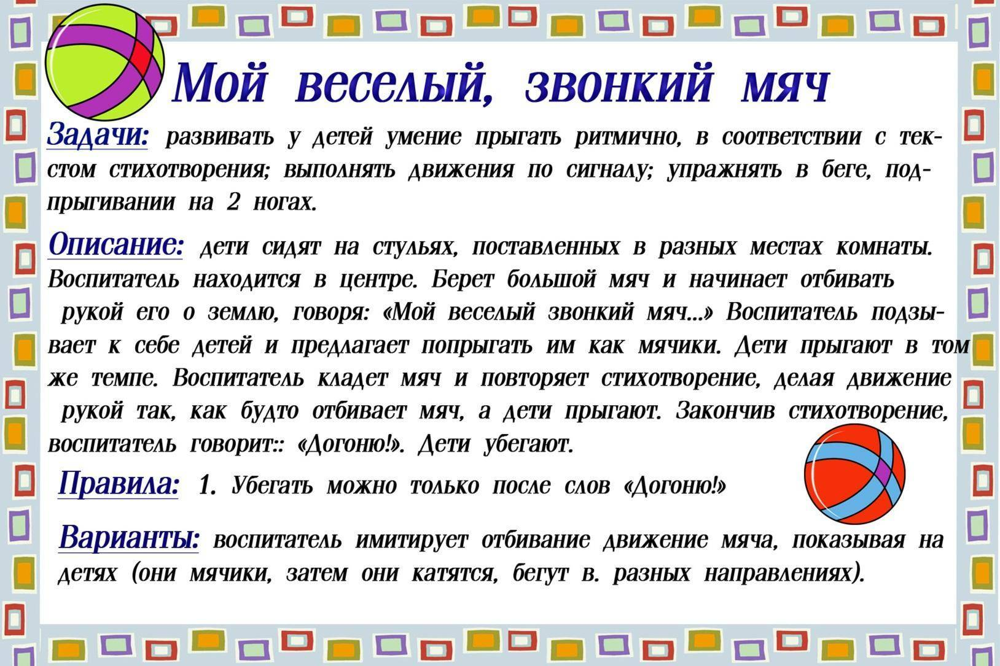 Мой веселый, звонкий мяч
Задачи: развивать у детей умение прыгать ритмично, в соответствии с тек-
стом стихотворения; выполнять движения по сигналу; упражнять в беге, под-
прыгивании на 2 ногах.
Описание: дети сидят на стульях, поставленных в разных местах комнаты.
Воспитатель находится в центре. Берет большой мяч и начинает отбивать
рукой его о землю, говоря: «Мой веселый звонкий мяч...» Воспитатель подзы-
вает к себе детей и предлагает попрыгать им как мячики. Дети прыгают в том
же темпе. Воспитатель кладет мяч и повторяет стихотворение, делая движение
рукой так, как будто отбивает мяч, а дети прыгают. Закончив стихотворение,
воспитатель говорит:: «Догоню!». Дети убегают.
Правила: 1. Убегать можно только после слов «Догоню!»
Варианты: воспитатель имитирует отбивание движение мяча, показывая на
детях (они мячики, затем они катятся, бегут в. разных направлениях).